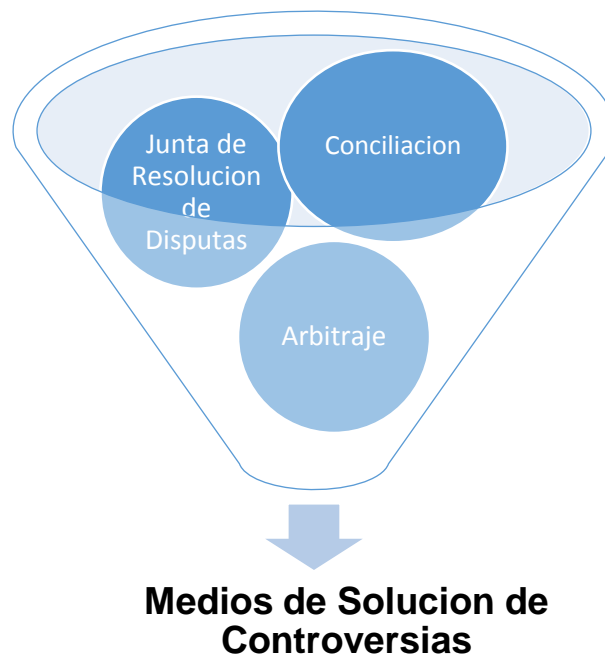 Junta de
Resolucion
de
Disputas
Conciliacion
Arbitraje
Medios de Solucion de
Controversias